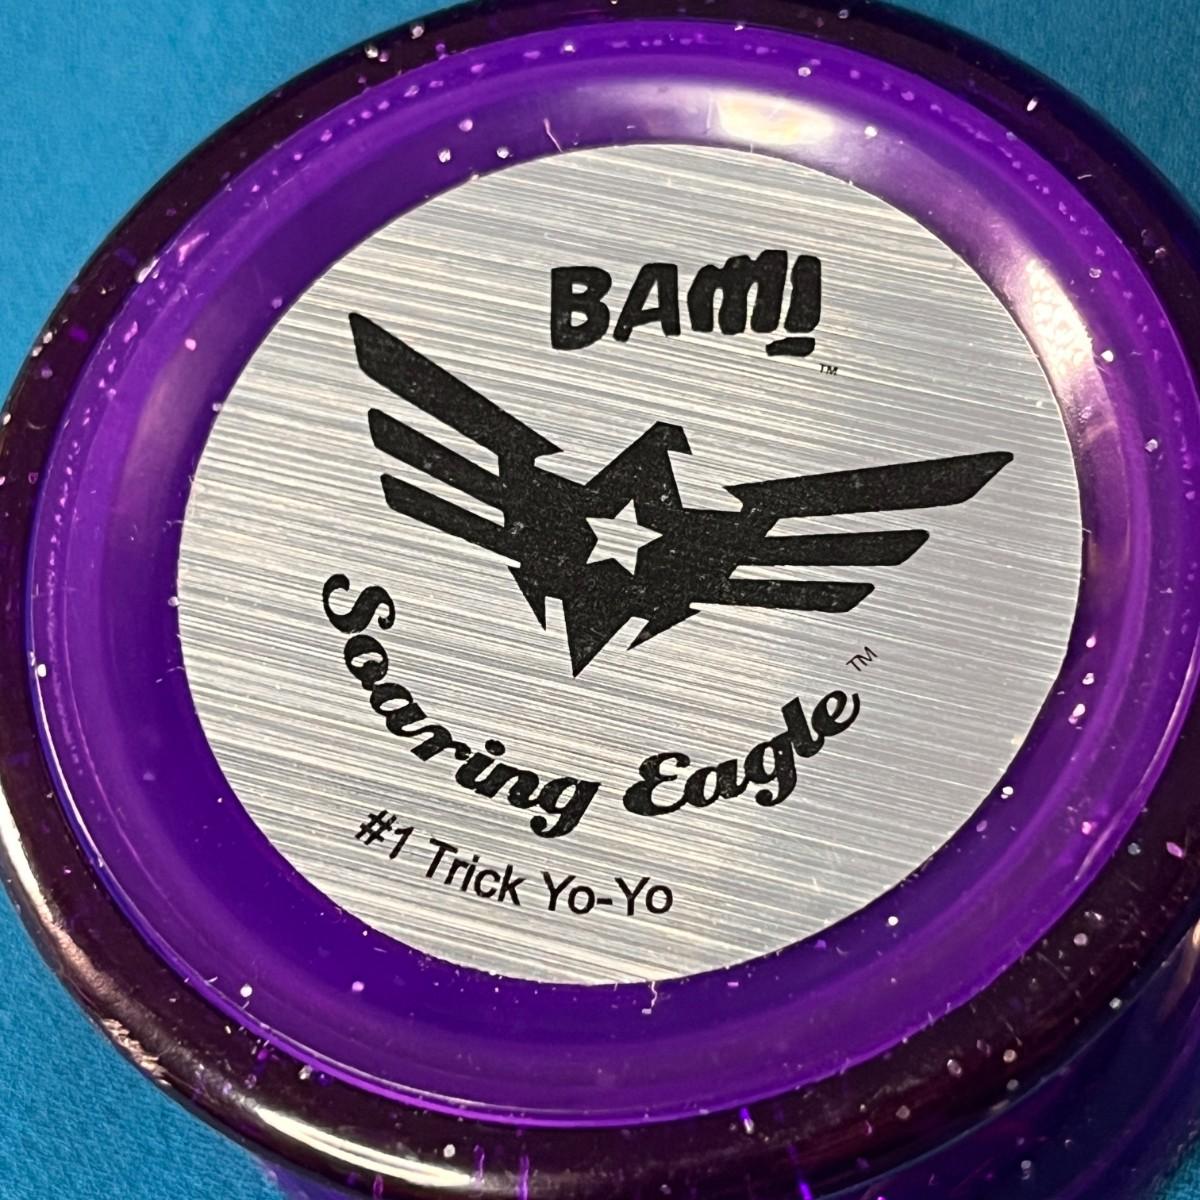 BAM!
™
Soaring Eagle ™
#1 Trick Yo-Yo